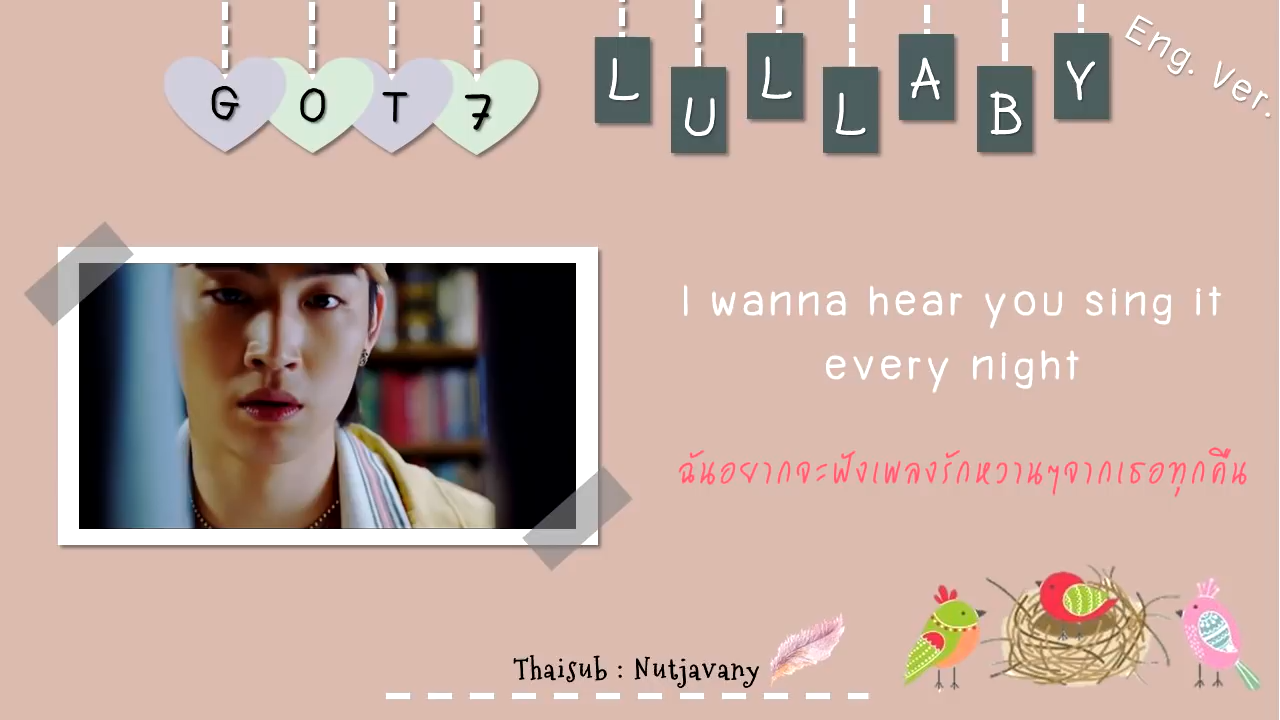 GOT7 LULLABY Eng. Ver.
I wanna hear you sing it
every night
ฉันอยากจะฟังเพลงรักหวานๆจากเธอทุกคืน
Thaisub : Nutjavany